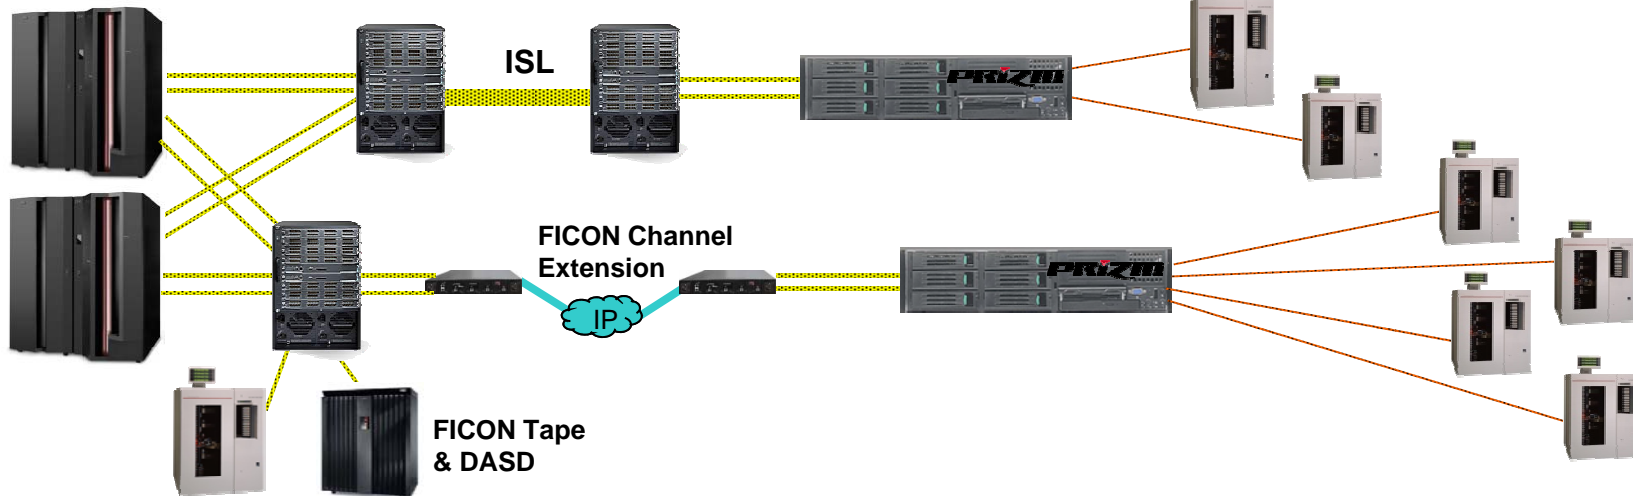 ISL
PRIZM
FICON Channel
Extension
IP
PRIZM
FICON Tape
& DASD